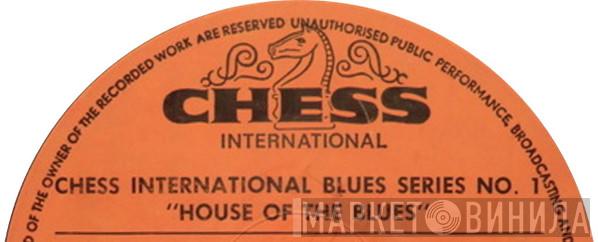 D OF THE OWNER OF THE RECORDED WORK ARE RESERVED UNAUTHORISED PUBLIC PERFORMANCE, BROADCASTING AND
CHESS
INTERNATIONAL
CHESS INTERNATIONAL BLUES SERIES NO. 1
"HOUSE OF THE BLUES"
МАРКЕТ ВИНИЛА